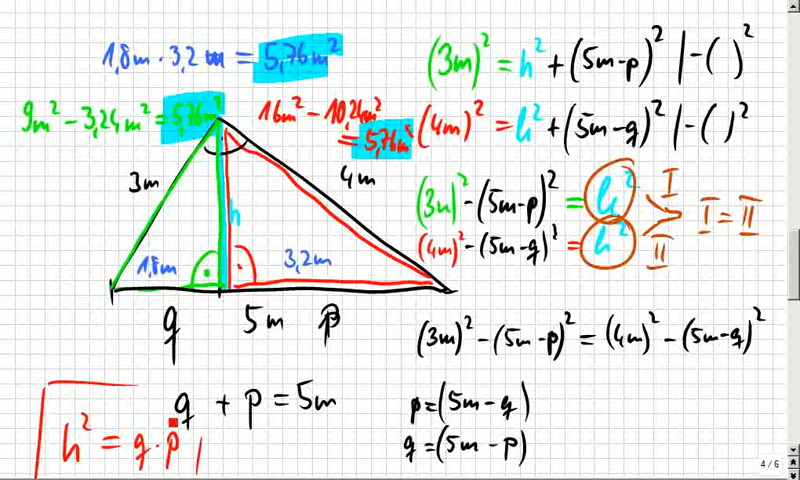 1,8m · 3,2m = 5,76m²
9m² - 3,24m² = 5,76m²
16m² - 10,24m²
= 5,76m²
3m
4m
h
1,8m
3,2m
q 5m p
q + p = 5m
h² = q · p
(3m)² = h² + (5m-p)² | - ( )²
(4m)² = h² + (5m-q)² | - ( )²
(3m)² - (5m-p)² = h² I
(4m)² - (5m-q)² = h² II
I = II
(3m)² - (5m-p)² = (4m)² - (5m-q)²
p = (5m - q)
q = (5m - p)
4 / 6